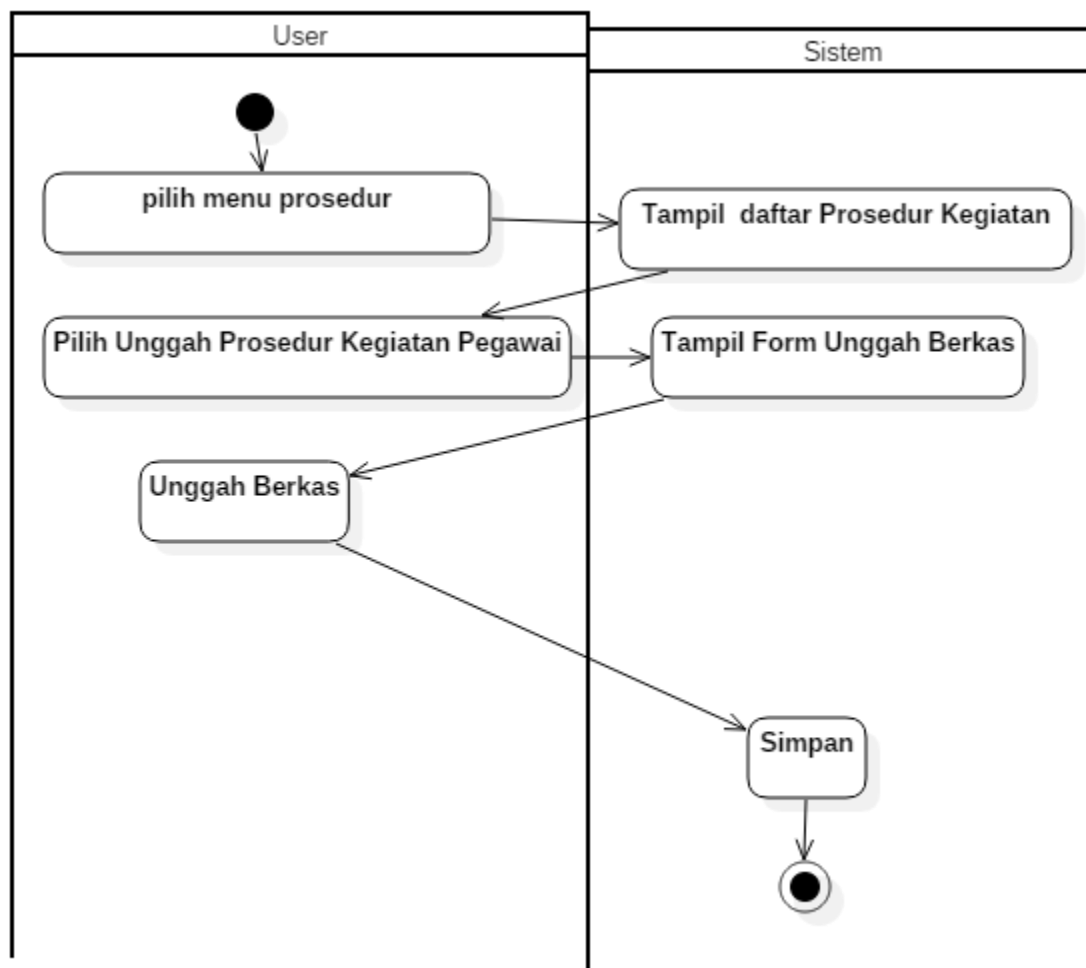 User
Sistem
pilih menu prosedur
Tampil daftar Prosedur Kegiatan
Pilih Unggah Prosedur Kegiatan Pegawai
Tampil Form Unggah Berkas
Unggah Berkas
Simpan